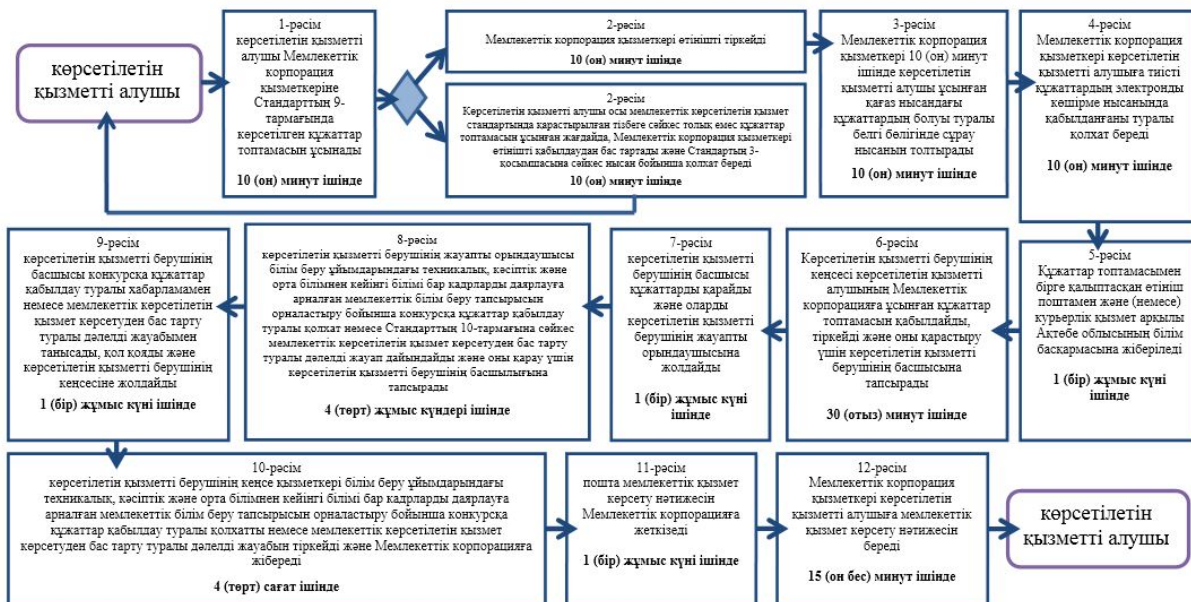 көрсетілетін
қызметті алушы
1-рәсім
көрсетілетін қызметті
алушы Мемлекеттік
корпорация
қызметкеріне
Стандарттың 9-
тармағында
көрсетілген құжаттар
топтамасын ұсынады
10 (он) минут ішінде
2-рәсім
Мемлекеттік корпорация қызметкері өтінішті тіркейді
10 (он) минут ішінде
2-рәсім
Көрсетілетін қызметті алушы осы мемлекеттік көрсетілетін қызмет
стандартында қарастырылған тізбеге сәйкес толық емес құжаттар
топтамын ұсынған жағдайда, Мемлекеттік корпорация қызметкері
өтінішті қабылдаудан бас тартады және Стандартың 3-
қосымшасына сәйкес нысан бойынша қолхат береді
10 (он) минут ішінде
3-рәсім
Мемлекеттік корпорация
қызметкері 10 (он) минут
ішінде көрсетілетін
қызметті алушы ұсынған
қағаз нысандағы
құжаттардың болуы туралы
белгі бөлігінде сұрау
нысанын толтырады
10 (он) минут ішінде
4-рәсім
Мемлекеттік корпорация
қызметкері көрсетілетін
қызметті алушыға тиісті
құжаттардың электронды
көшірме нысанында
қабылданғаны туралы
қолхат береді
10 (он) минут ішінде
5-рәсім
Құжаттар топтамасымен
бірге қалыптасқан өтініш
поштамен және (немесе)
курьерлік қызмет арқылы
Ақтөбе облысының білім
басқармасына жіберіледі
1 (бір) жұмыс күні
ішінде
6-рәсім
Көрсетілетін қызметті берушінің
кеңсесі көрсетілетін қызметті
алушының Мемлекеттік
корпорацияға ұсынған құжаттар
топтамасын қабылдайды,
тіркейді және оны қарастыру
үшін көрсетілетін қызметті
берушінің басшысына
тапсырады
30 (отыз) минут ішінде
7-рәсім
көрсетілетін қызметті
берушінің басшысы
құжаттарды қарайды
және оларды
көрсетілетін қызметті
берушінің жауапты
орындаушысына
жолдайды
1 (бір) жұмыс күні
ішінде
8-рәсім
көрсетілетін қызметті берушінің жауапты орындаушысы
білім беру ұйымдарындағы техникалық, кәсіптік және
орта білімнен кейінгі білімі бар кадрларды даярлауға
арналған мемлекеттік білім беру тапсырысын
орналастыру бойынша конкурсқа құжаттар қабылдау
туралы қолхат немесе Стандарттың 10-тармағына сәйкес
мемлекеттік көрсетілетін қызмет көрсетуден бас тарту
туралы дәлелді жауап дайындайды және оны қарау үшін
көрсетілетін қызметті берушінің басшылығына
тапсырады
4 (төрт) жұмыс күндері ішінде
9-рәсім
көрсетілетін қызметті берушінің
басшысы конкурсқа құжаттар
қабылдау туралы хабарламамен
немесе мемлекеттік көрсетілетін
қызмет көрсетуден бас тарту
туралы дәлелді жауабымен
танысады, қол қояды және
көрсетілетін қызметті берушінің
кеңсесіне жолдайды
1 (бір) жұмыс күні ішінде
10-рәсім
көрсетілетін қызметті берушінің кеңсе қызметкері білім беру ұйымдарындағы
техникалық, кәсіптік және орта білімнен кейінгі білімі бар кадрларды даярлауға
арналған мемлекеттік білім беру тапсырысын орналастыру бойынша конкурсқа
құжаттар қабылдау туралы қолхатты немесе мемлекеттік көрсетілетін қызмет
көрсетуден бас тарту туралы дәлелді жауабын тіркейді және Мемлекеттік корпорацияға
жібереді
4 (төрт) сағат ішінде
11-рәсім
пошта мемлекеттік қызмет
көрсету нәтижесін
Мемлекеттік корпорацияға
жеткізеді
1 (бір) жұмыс күні ішінде
12-рәсім
Мемлекеттік корпорация
қызметкері көрсетілетін
қызметті алушыға мемлекеттік
қызмет көрсету нәтижесін
береді
15 (он бес) минут ішінде
көрсетілетін
қызметті алушы